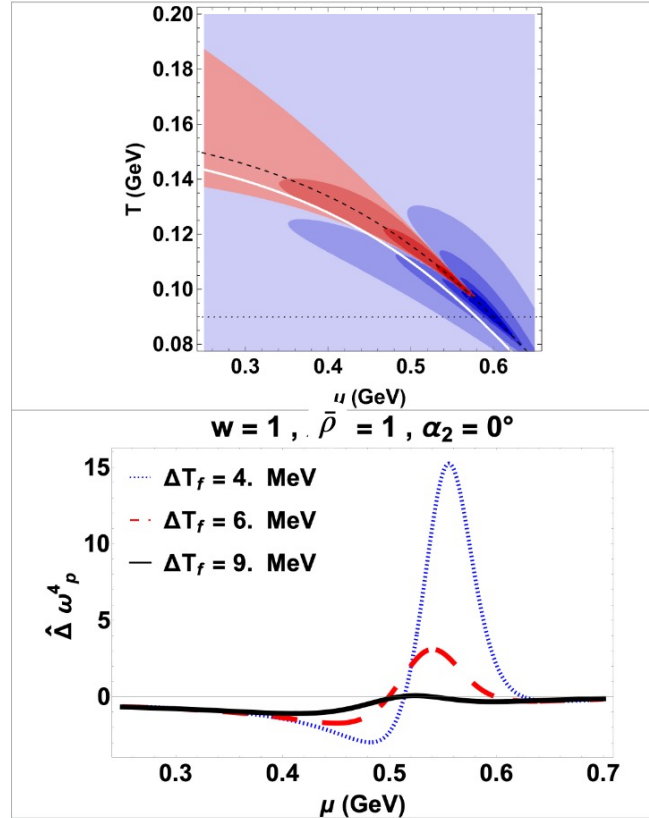 0.20
0.18
0.16
0.14
0.12
0.10
0.08
T (GeV)
0.3 0.4 0.5 0.6
μ (GeV)
w = 1 , ρ̄ = 1 , α₂ = 0°
15
10
5
0
Δ̂ ω⁴ₚ
ΔT_f = 4. MeV
ΔT_f = 6. MeV
ΔT_f = 9. MeV
0.3 0.4 0.5 0.6 0.7
μ (GeV)